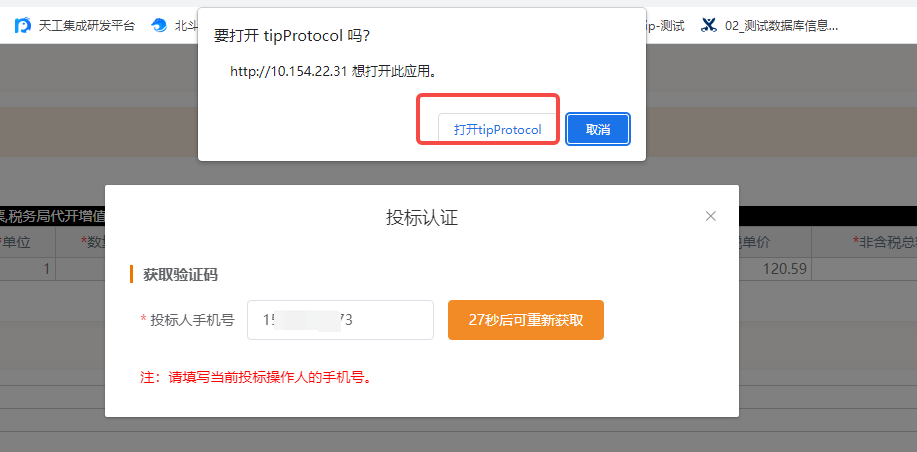 天工集成研发平台 北斗
ip-测试 02_测试数据库信息...
要打开 tipProtocol 吗?
http://10.154.22.31 想打开此应用。
打开tipProtocol 取消
票,税务局代开增值
投标认证
*单位 *数 单价 *非含税总
1 120.59
获取验证码
* 投标人手机号 15 73 27秒后可重新获取
注：请填写当前投标操作人的手机号。